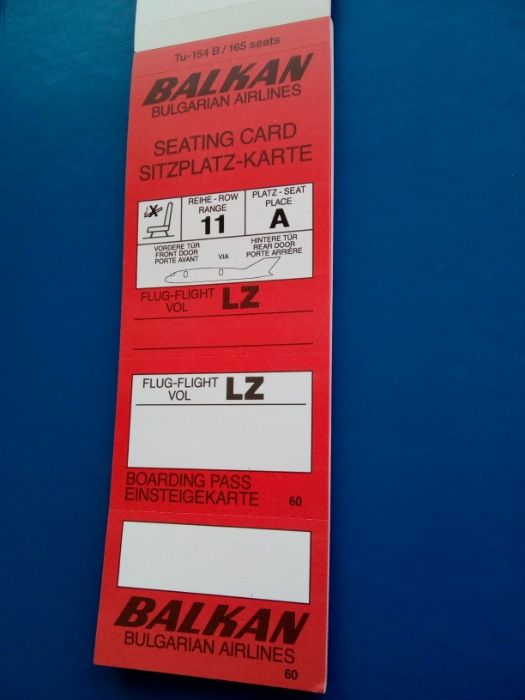 Tu-154 B / 165 seats
BALKAN
BULGARIAN AIRLINES
SEATING CARD
SITZPLATZ-KARTE
REIHE - ROW
RANGE
11
PLATZ - SEAT
PLACE
A
VORDERE TÜR
FRONT DOOR
PORTE AVANT
VIA
HINTERE TÜR
REAR DOOR
PORTE ARRIÈRE
FLUG-FLIGHT
VOL
LZ
FLUG-FLIGHT
VOL
LZ
BOARDING PASS
EINSTEIGEKARTE
60
BALKAN
BULGARIAN AIRLINES
60